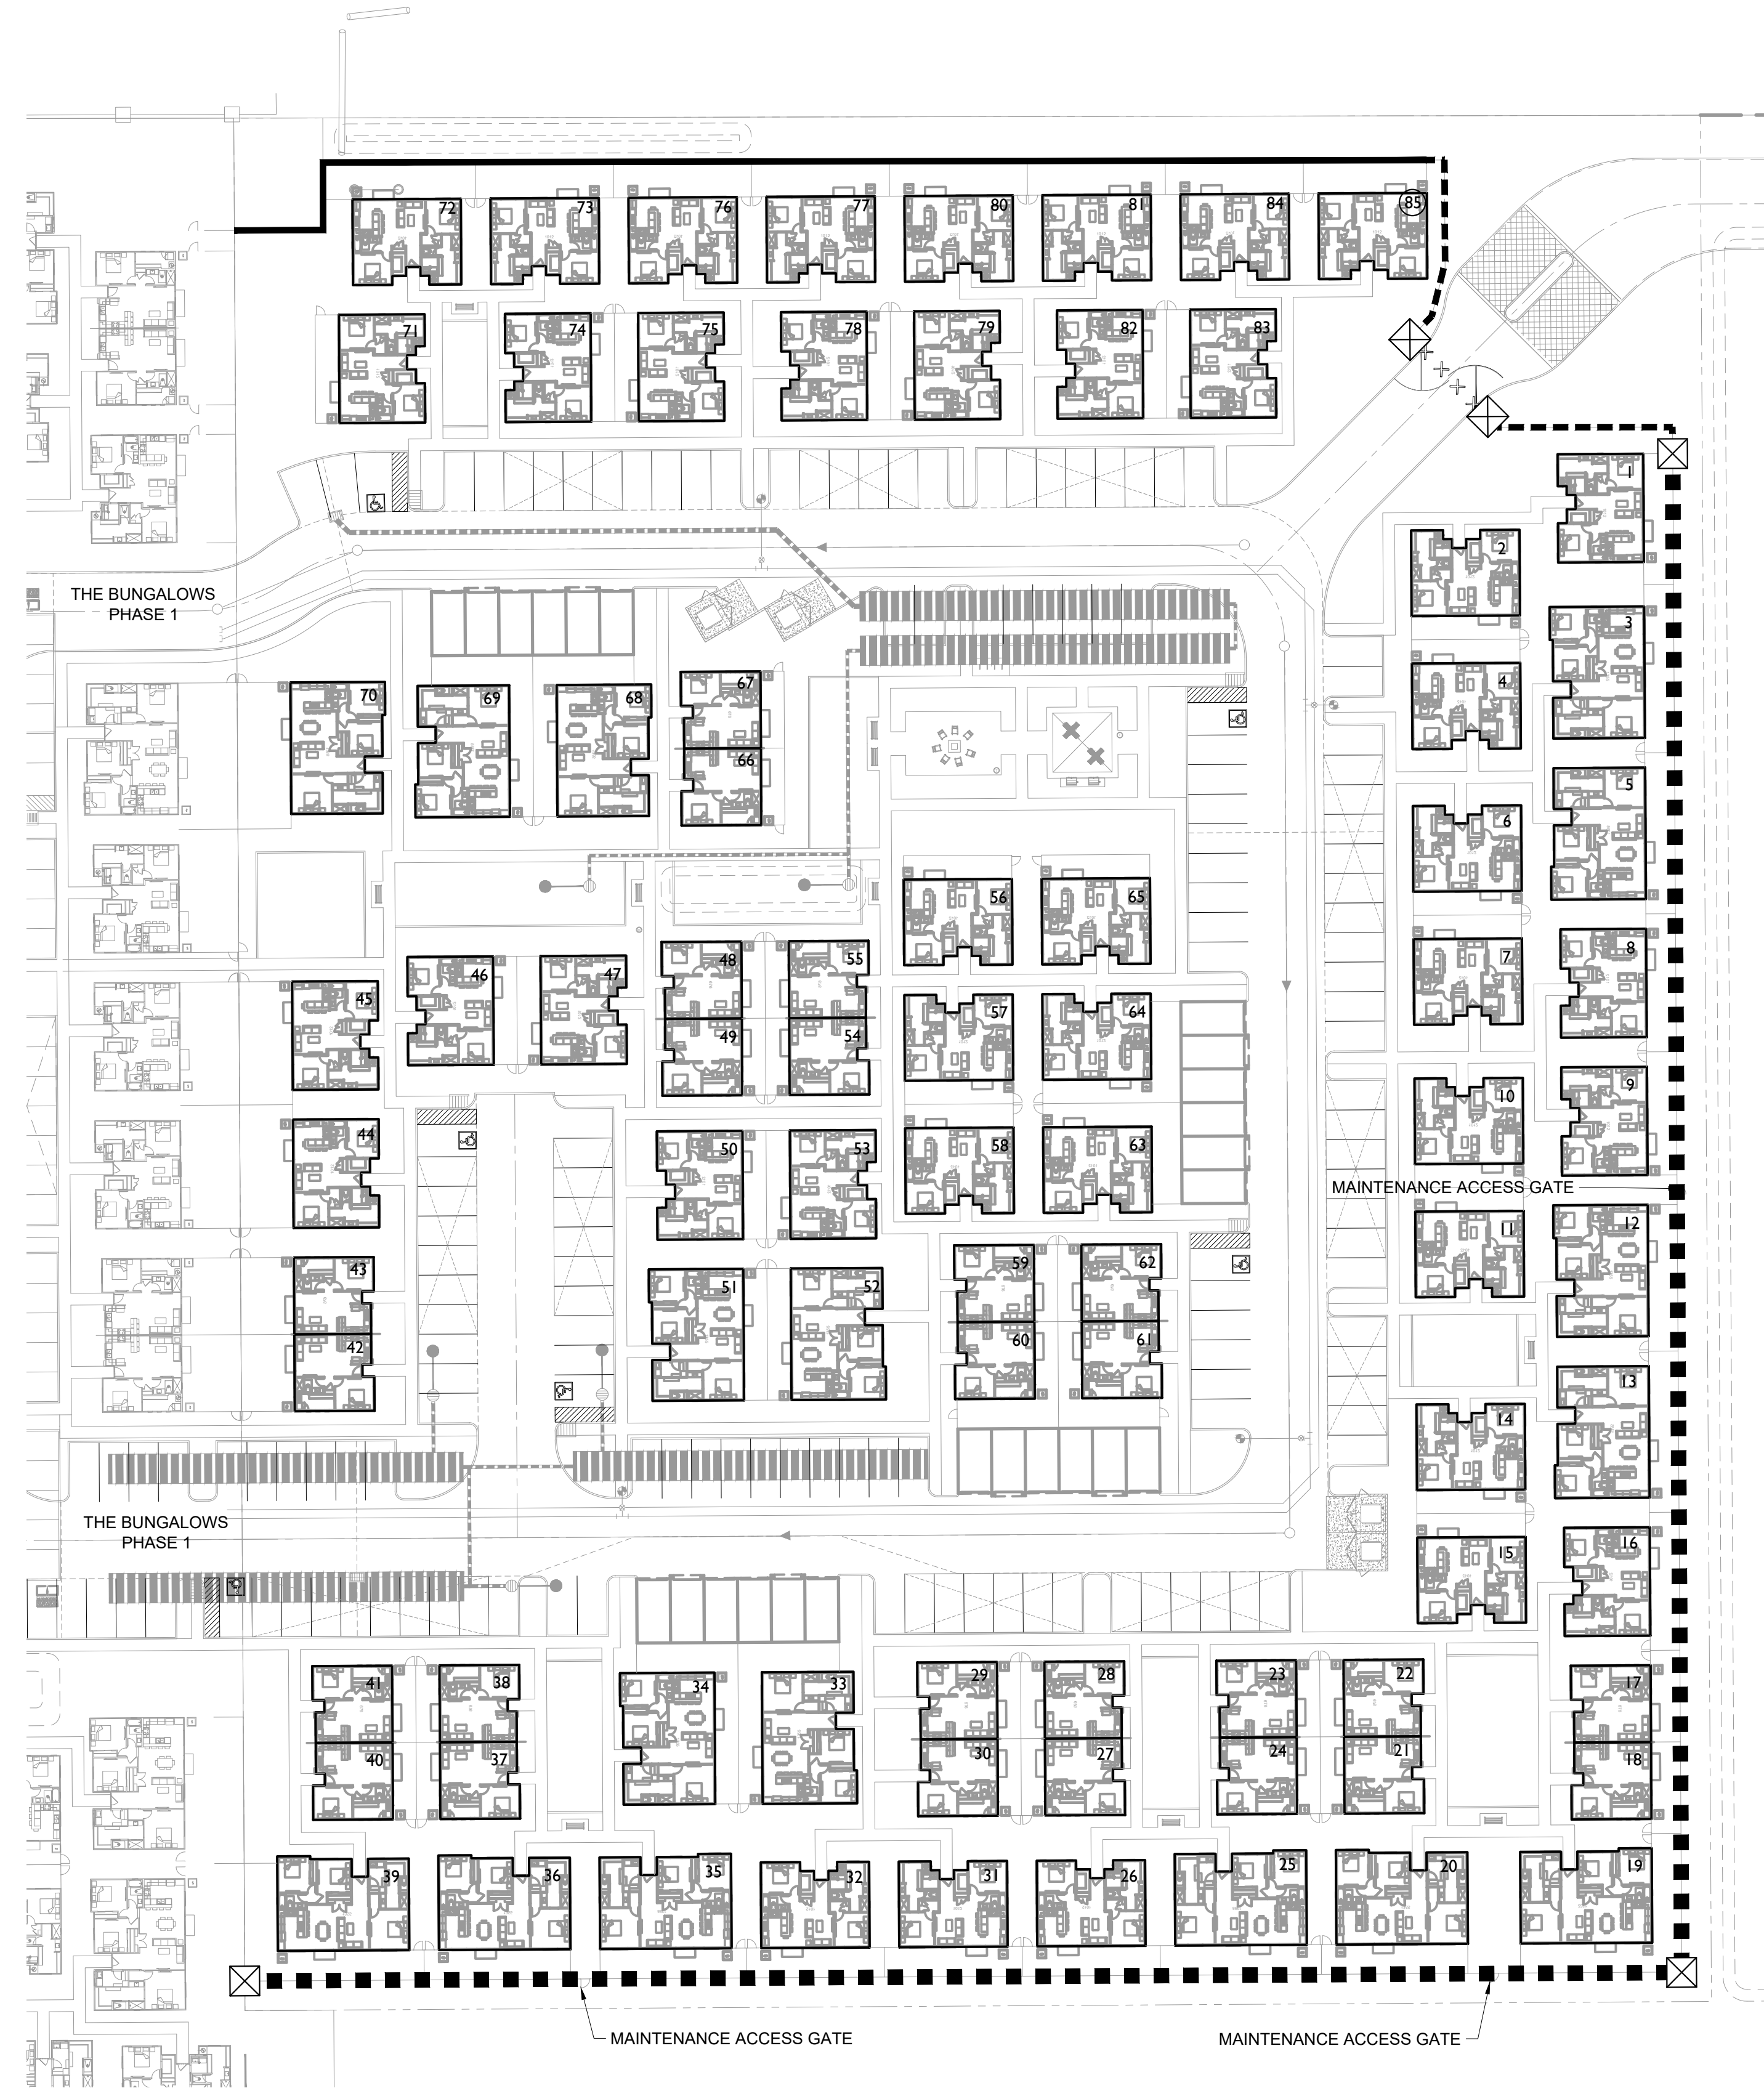 72 73 76 77 80 81 84 85
71 74 75 78 79 82 83
1
2
THE BUNGALOWS
PHASE 1
3
4
70 69 68 67
66
5
6
56 65
7 8
48 55
45 46 47
57 64
49 54
9
10
44 50 53 58 63
MAINTENANCE ACCESS GATE
11 12
43 59 62
51 52
42 60 61
13
14
THE BUNGALOWS
PHASE 1
15 16
41 38 34 33 29 28 23 22 17
40 37 30 27 24 21 18
39 36 35 32 31 26 25 20 19
MAINTENANCE ACCESS GATE
MAINTENANCE ACCESS GATE